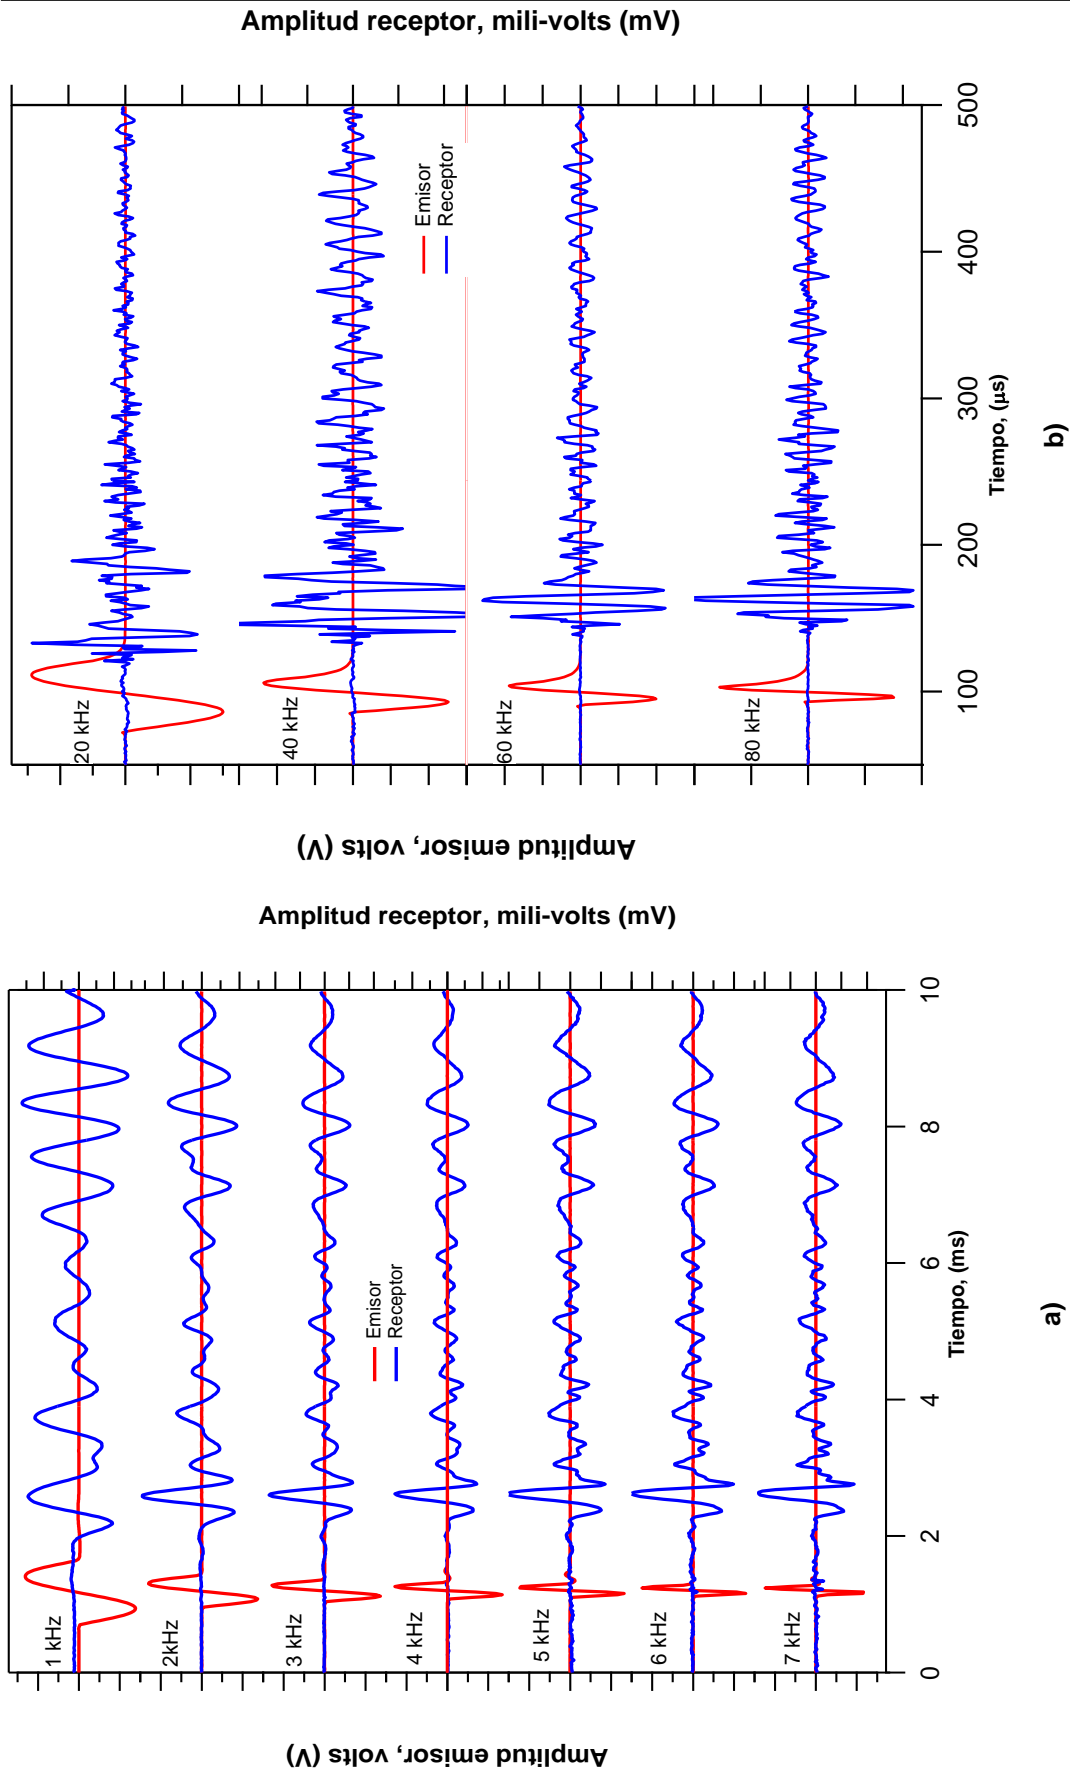 Amplitud receptor, mili-volts (mV)
1 kHz
2kHz
3 kHz
4 kHz
5 kHz
6 kHz
7 kHz
Emisor
Receptor
0
2
4
6
8
10
Tiempo, (ms)
Amplitud emisor, volts (V)
a)
Amplitud receptor, mili-volts (mV)
20 kHz
40 kHz
60 kHz
80 kHz
Emisor
Receptor
100
200
300
400
500
Tiempo, (µs)
Amplitud emisor, volts (V)
b)